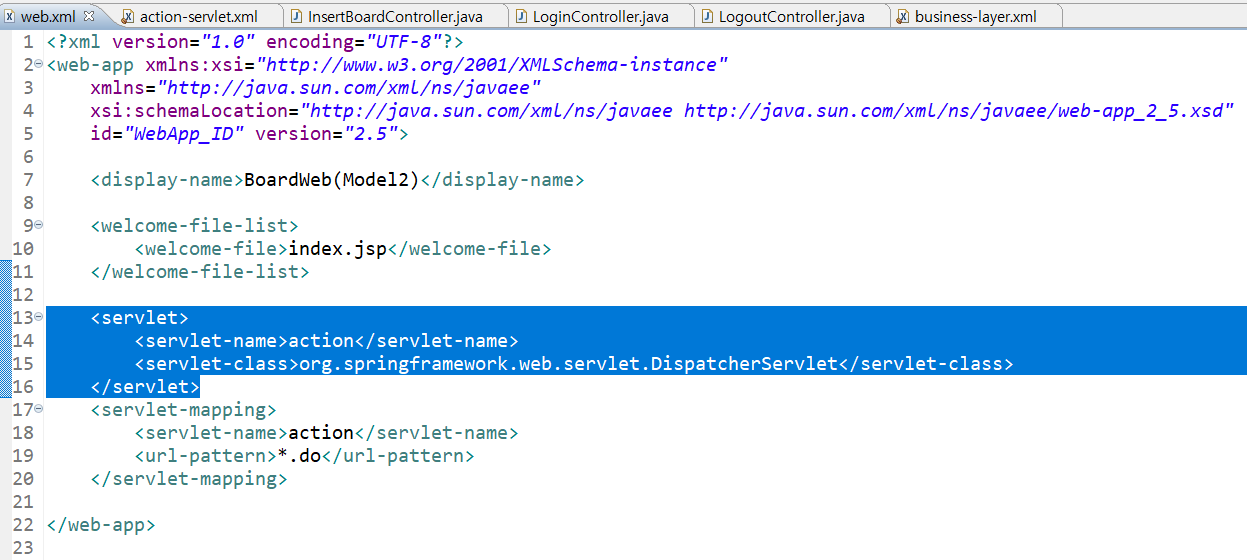 web.xml action-servlet.xml InsertBoardController.java LoginController.java LogoutController.java business-layer.xml
1 <?xml version="1.0" encoding="UTF-8"?>
2 <web-app xmlns:xsi="http://www.w3.org/2001/XMLSchema-instance"
3     xmlns="http://java.sun.com/xml/ns/javaee"
4     xsi:schemaLocation="http://java.sun.com/xml/ns/javaee http://java.sun.com/xml/ns/javaee/web-app_2_5.xsd"
5     id="WebApp_ID" version="2.5">
6
7     <display-name>BoardWeb(Model2)</display-name>
8
9     <welcome-file-list>
10         <welcome-file>index.jsp</welcome-file>
11     </welcome-file-list>
12
13     <servlet>
14         <servlet-name>action</servlet-name>
15         <servlet-class>org.springframework.web.servlet.DispatcherServlet</servlet-class>
16     </servlet>
17     <servlet-mapping>
18         <servlet-name>action</servlet-name>
19         <url-pattern>*.do</url-pattern>
20     </servlet-mapping>
21
22 </web-app>
23